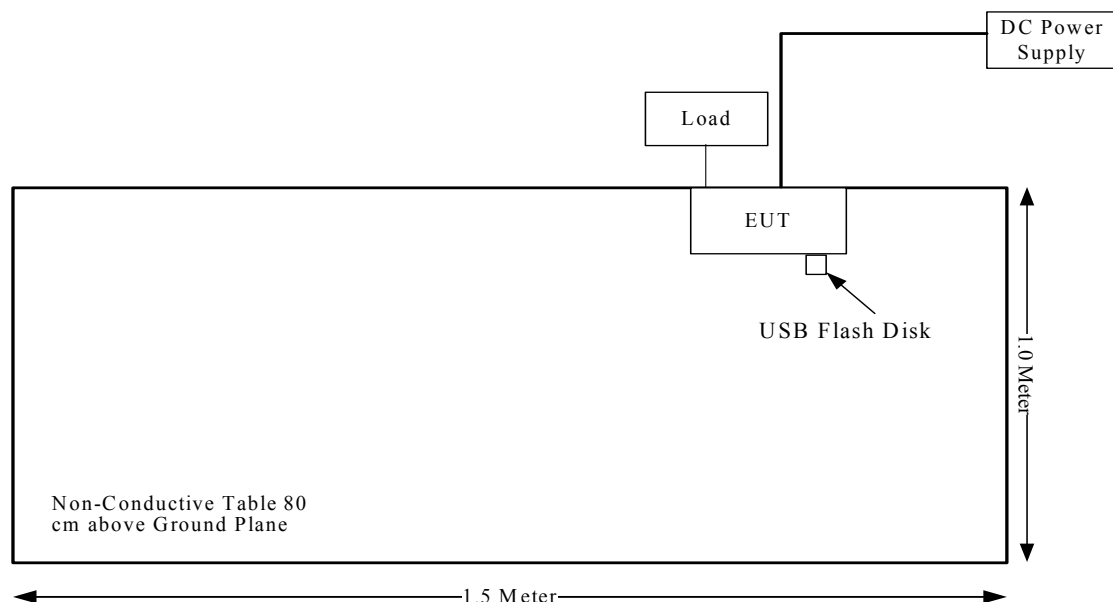 DC Power
Supply
Load
EUT
USB Flash Disk
1.0 Meter
Non-Conductive Table 80
cm above Ground Plane
1.5 Meter